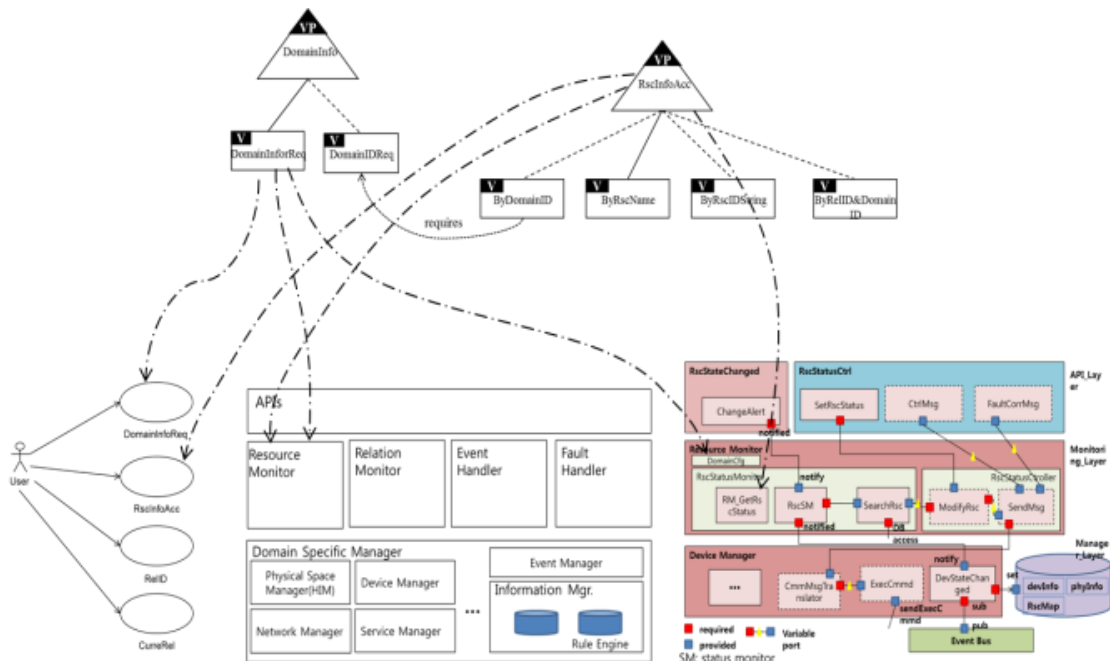 VP
DomainInfo
VP
RscInfoAcc
V
DomainInforReq
V
DomainIDReq
V
ByDomainID
V
ByRscName
V
ByRscIDString
V
ByRelID&Domain
ID
requires
User
DomainInfoReq
RscInfoAcc
RelID
CurreRel
APIs
Resource
Monitor
Relation
Monitor
Event
Handler
Fault
Handler
Domain Specific Manager
Physical Space
Manager(HIM)
Device Manager
Network Manager
Service Manager
...
Event Manager
Information Mgr.
Rule Engine
RscStateChanged
ChangeAlert
notified
RscStatusCtrl
SetRscStatus
CtrlMsg
FaultCorrMsg
API_Lay
er
Resource Monitor
DomainCfg
RscStatusMonitor
RM_GetRs
cStatus
notify
RscSM
notified
SearchRsc
DB
access
RscStatusCtroller
ModifyRsc
SendMsg
Monitori
ng_Layer
Device Manager
...
CmmMsgTra
nslator
ExecCmmd
sendExecC
mmd
notify
DevStateChan
ged
sub
set
Manage
r_Layer
devInfo
phyInfo
RscMap
pub
Event Bus
required
provided
Variable
port
SM: status monitor